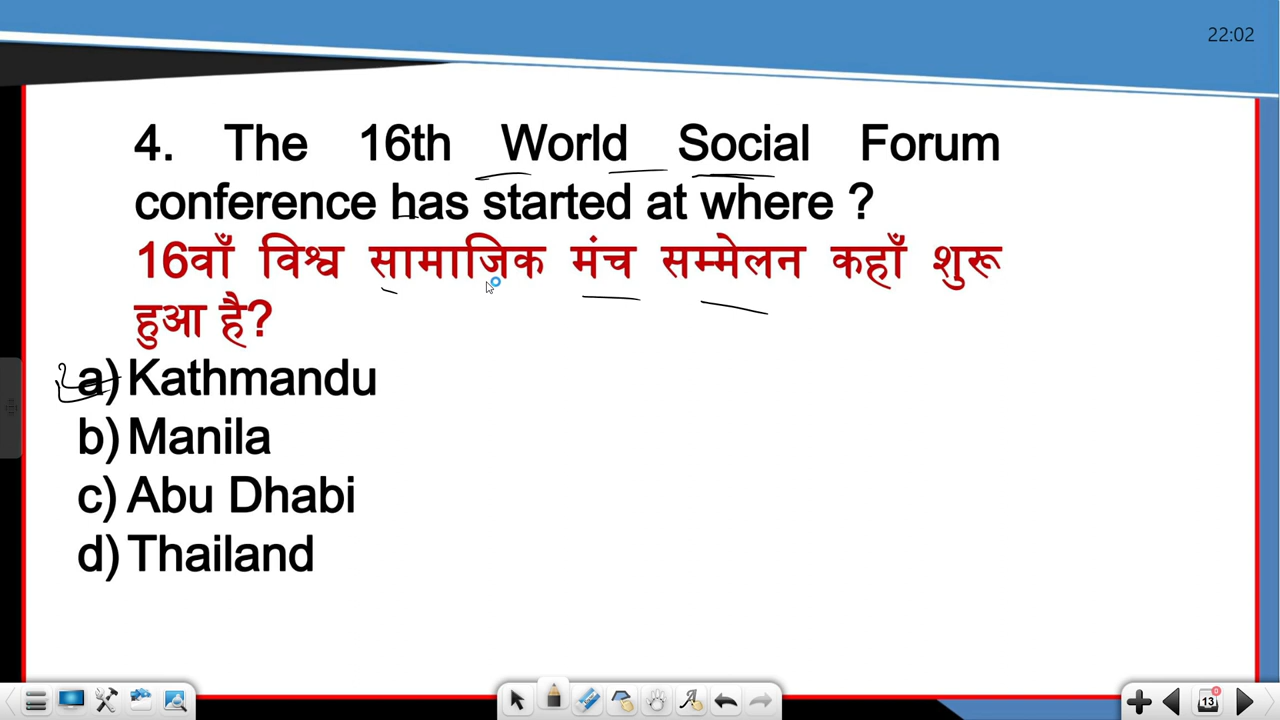 22:02
4. The 16th World Social Forum
conference has started at where ?
16वाँ विश्व सामाजिक मंच सम्मेलन कहाँ शुरू
हुआ है?
a) Kathmandu
b) Manila
c) Abu Dhabi
d) Thailand
13
0